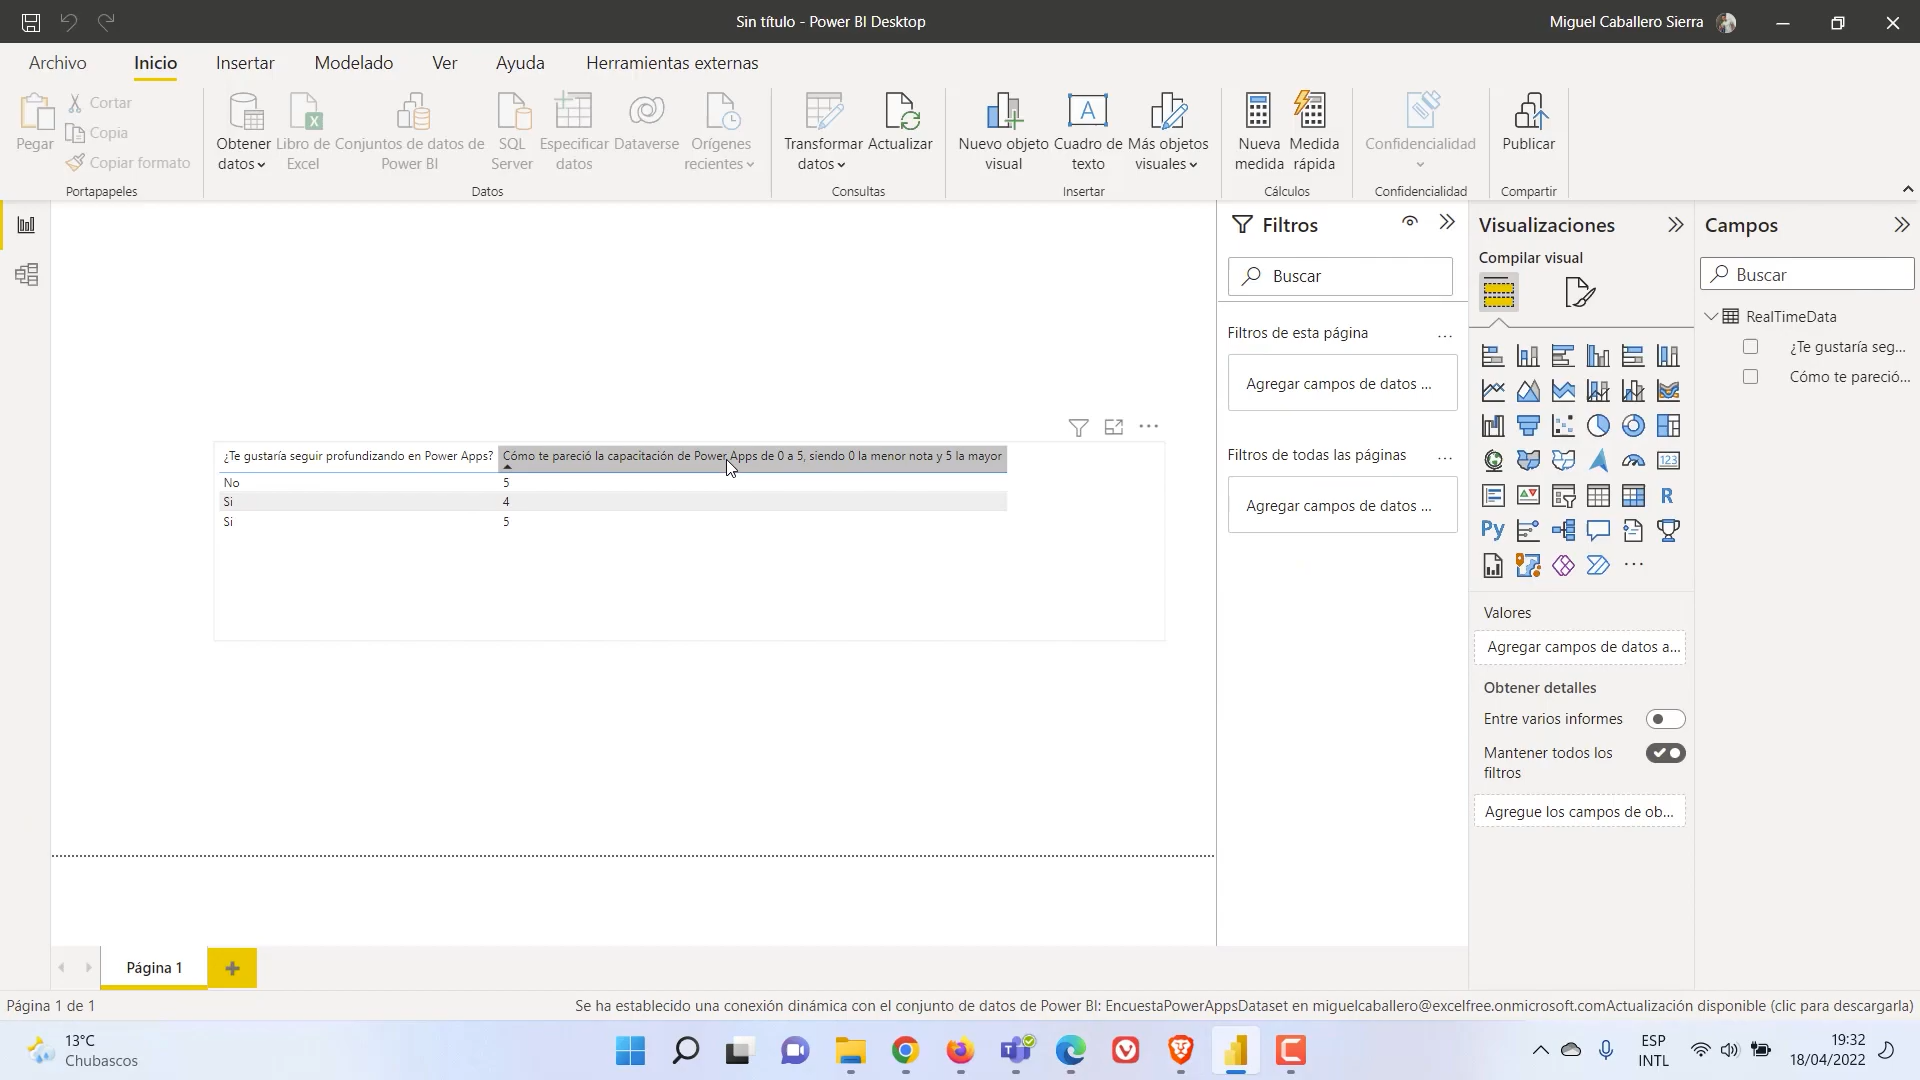 Sin título - Power BI Desktop
Miguel Caballero Sierra
Archivo
Inicio
Insertar
Modelado
Ver
Ayuda
Herramientas externas
Pegar
Cortar
Copia
Copiar formato
Portapapeles
Obtener
datos
Libro de
Excel
Conjuntos de datos de
Power BI
SQL
Server
Especificar
datos
Dataverse
Orígenes
recientes
Datos
Transformar
datos
Actualizar
Consultas
Nuevo objeto
visual
Cuadro de
texto
Más objetos
visuales
Insertar
Nueva
medida
Medida
rápida
Cálculos
Confidencialidad
Confidencialidad
Publicar
Compartir
Filtros
Buscar
Filtros de esta página
...
Agregar campos de datos ...
Filtros de todas las páginas
...
Agregar campos de datos ...
Visualizaciones
Compilar visual
123
R
Py
...
Valores
Agregar campos de datos a...
Obtener detalles
Entre varios informes
Mantener todos los
filtros
Agregue los campos de ob...
Campos
Buscar
RealTimeData
¿Te gustaría seg...
Cómo te pareció...
¿Te gustaría seguir profundizando en Power Apps? Cómo te pareció la capacitación de Power Apps de 0 a 5, siendo 0 la menor nota y 5 la mayor
No 5
Si 4
Si 5
Página 1
Página 1 de 1
Se ha establecido una conexión dinámica con el conjunto de datos de Power BI: EncuestaPowerAppsDataset en miguelcaballero@excelfree.onmicrosoft.comActualización disponible (clic para descargarla)
13°C
Chubascos
ESP
INTL
19:32
18/04/2022